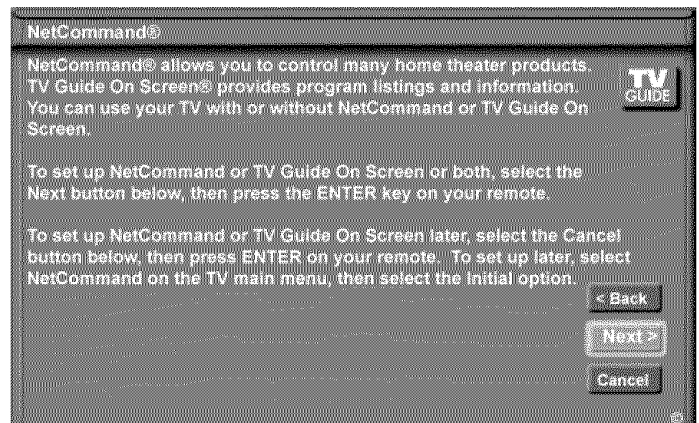 NetCommand®
NetCommand® allows you to control many home theater products.
TV Guide On Screen® provides program listings and information.
You can use your TV with or without NetCommand or TV Guide On
Screen.
TV
GUIDE
To set up NetCommand or TV Guide On Screen or both, select the
Next button below, then press the ENTER key on your remote.
To set up NetCommand or TV Guide On Screen later, select the Cancel
button below, then press ENTER on your remote. To set up later, select
NetCommand on the TV main menu, then select the Initial option.
< Back
Next >
Cancel